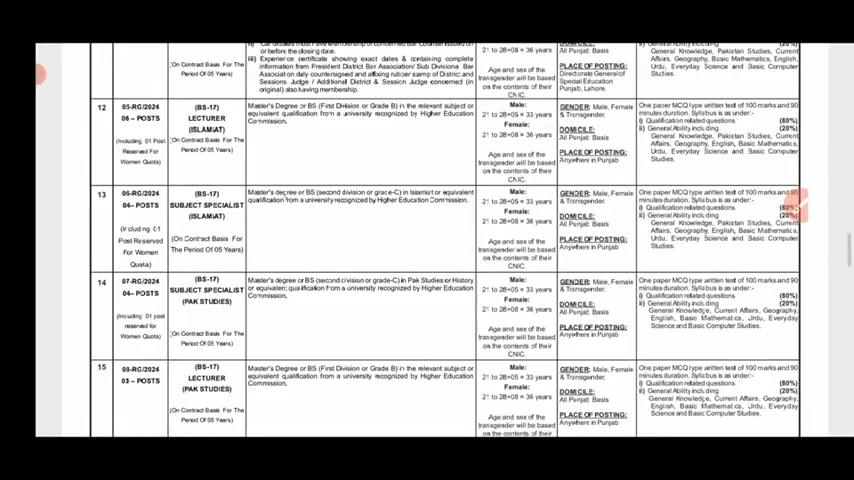 or before the closing date.
iii) Experience certificate showing exact dates & containing complete
information from President District Bar Association/ Sub Divisions Bar
Association daly countersigned and affixing rubber stamp of District and
Sessions Judge / Additional District & Session Judge concerned (in
original) also having membership.
(On Contract Basis For The
Period Of 05 Years)
21 to 28+08 = 36 years
Age and sex of the
transgender will be based
on the contents of their
CNIC.
DOMICILE:
All Punjab Basis
PLACE OF POSTING:
Directorate General of
Special Education
Punjab, Lahore.
ii) General Ability including (20%)
General Knowledge, Pakistan Studies, Current
Affairs, Geography, Basic Mathematics, English,
Urdu, Everyday Science and Basic Computer
Studies.
12
05-RG/2024
06 – POSTS
(Including 01 Post
Reserved For
Women Quota)
(BS-17)
LECTURER
(ISLAMIAT)
(On Contract Basis For The
Period Of 05 Years)
Master's Degree or BS (First Division or Grade B) in the relevant subject or
equivalent qualification from a university recognized by Higher Education
Commission.
Male:
21 to 28+05 = 33 years
Female:
21 to 28+08 = 36 years
Age and sex of the
transgender will be based
on the contents of their
CNIC.
GENDER: Male, Female
& Transgender.
DOMICILE:
All Punjab Basis
PLACE OF POSTING:
Anywhere in Punjab
One paper MCQ type written test of 100 marks and 90
minutes duration. Syllabus is as under:-
i) Qualification related questions (80%)
ii) General Ability including (20%)
General Knowledge, Pakistan Studies, Current
Affairs, Geography, English, Basic Mathematics,
Urdu, Everyday Science and Basic Computer
Studies.
13
06-RG/2024
04– POSTS
(Including 01
Post Reserved
For Women
Quota)
(BS-17)
SUBJECT SPECIALIST
(ISLAMIAT)
(On Contract Basis For
The Period Of 05 Years)
Master's degree or BS (second division or grade-C) in Islamiat or equivalent
qualification from a university recognized by Higher Education Commission.
Male:
21 to 28+05 = 33 years
Female:
21 to 28+08 = 36 years
Age and sex of the
transgender will be based
on the contents of their
CNIC.
GENDER: Male, Female
& Transgender.
DOMICILE:
All Punjab Basis
PLACE OF POSTING:
Anywhere in Punjab
One paper MCQ type written test of 100 marks and 90
minutes duration. Syllabus is as under:-
i) Qualification related questions (80%)
ii) General Ability including (20%)
General Knowledge, Pakistan Studies, Current
Affairs, Geography, English, Basic Mathematics,
Urdu, Everyday Science and Basic Computer
Studies.
14
07-RG/2024
04– POSTS
(Including 01 post
reserved for
Women Quota)
(BS-17)
SUBJECT SPECIALIST
(PAK STUDIES)
(On Contract Basis For The
Period Of 05 Years)
Master's degree or BS (second division or grade-C) in Pak Studies or History
or equivalent qualification from a university recognized by Higher Education
Commission.
Male:
21 to 28+05 = 33 years
Female:
21 to 28+08 = 36 years
Age and sex of the
transgender will be based
on the contents of their
CNIC.
GENDER: Male, Female
& Transgender.
DOMICILE:
All Punjab Basis
PLACE OF POSTING:
Anywhere in Punjab
One paper MCQ type written test of 100 marks and 90
minutes duration. Syllabus is as under:-
i) Qualification related questions (80%)
ii) General Ability including (20%)
General Knowledge, Current Affairs, Geography,
English, Basic Mathematics, Urdu, Everyday
Science and Basic Computer Studies.
15
08-RG/2024
03 – POSTS
(BS-17)
LECTURER
(PAK STUDIES)
(On Contract Basis For The
Period Of 05 Years)
Master's Degree or BS (First Division or Grade B) in the relevant subject or
equivalent qualification from a university recognized by Higher Education
Commission.
Male:
21 to 28+05 = 33 years
Female:
21 to 28+08 = 36 years
Age and sex of the
transgender will be based
on the contents of their
GENDER: Male, Female
& Transgender.
DOMICILE:
All Punjab Basis
PLACE OF POSTING:
Anywhere in Punjab
One paper MCQ type written test of 100 marks and 90
minutes duration. Syllabus is as under:-
i) Qualification related questions (80%)
ii) General Ability including (20%)
General Knowledge, Current Affairs, Geography,
English, Basic Mathematics, Urdu, Everyday
Science and Basic Computer Studies.